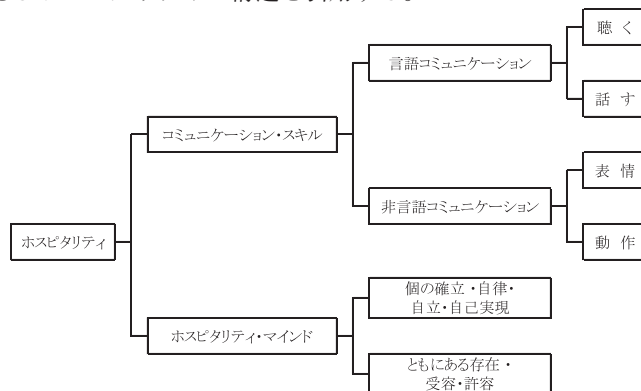 聴 く
言語コミュニケーション
話 す
コミュニケーション・スキル
表 情
非言語コミュニケーション
動 作
ホスピタリティ
個の確立・自律・
自立・自己実現
ホスピタリティ・マインド
ともにある存在・
受容・許容